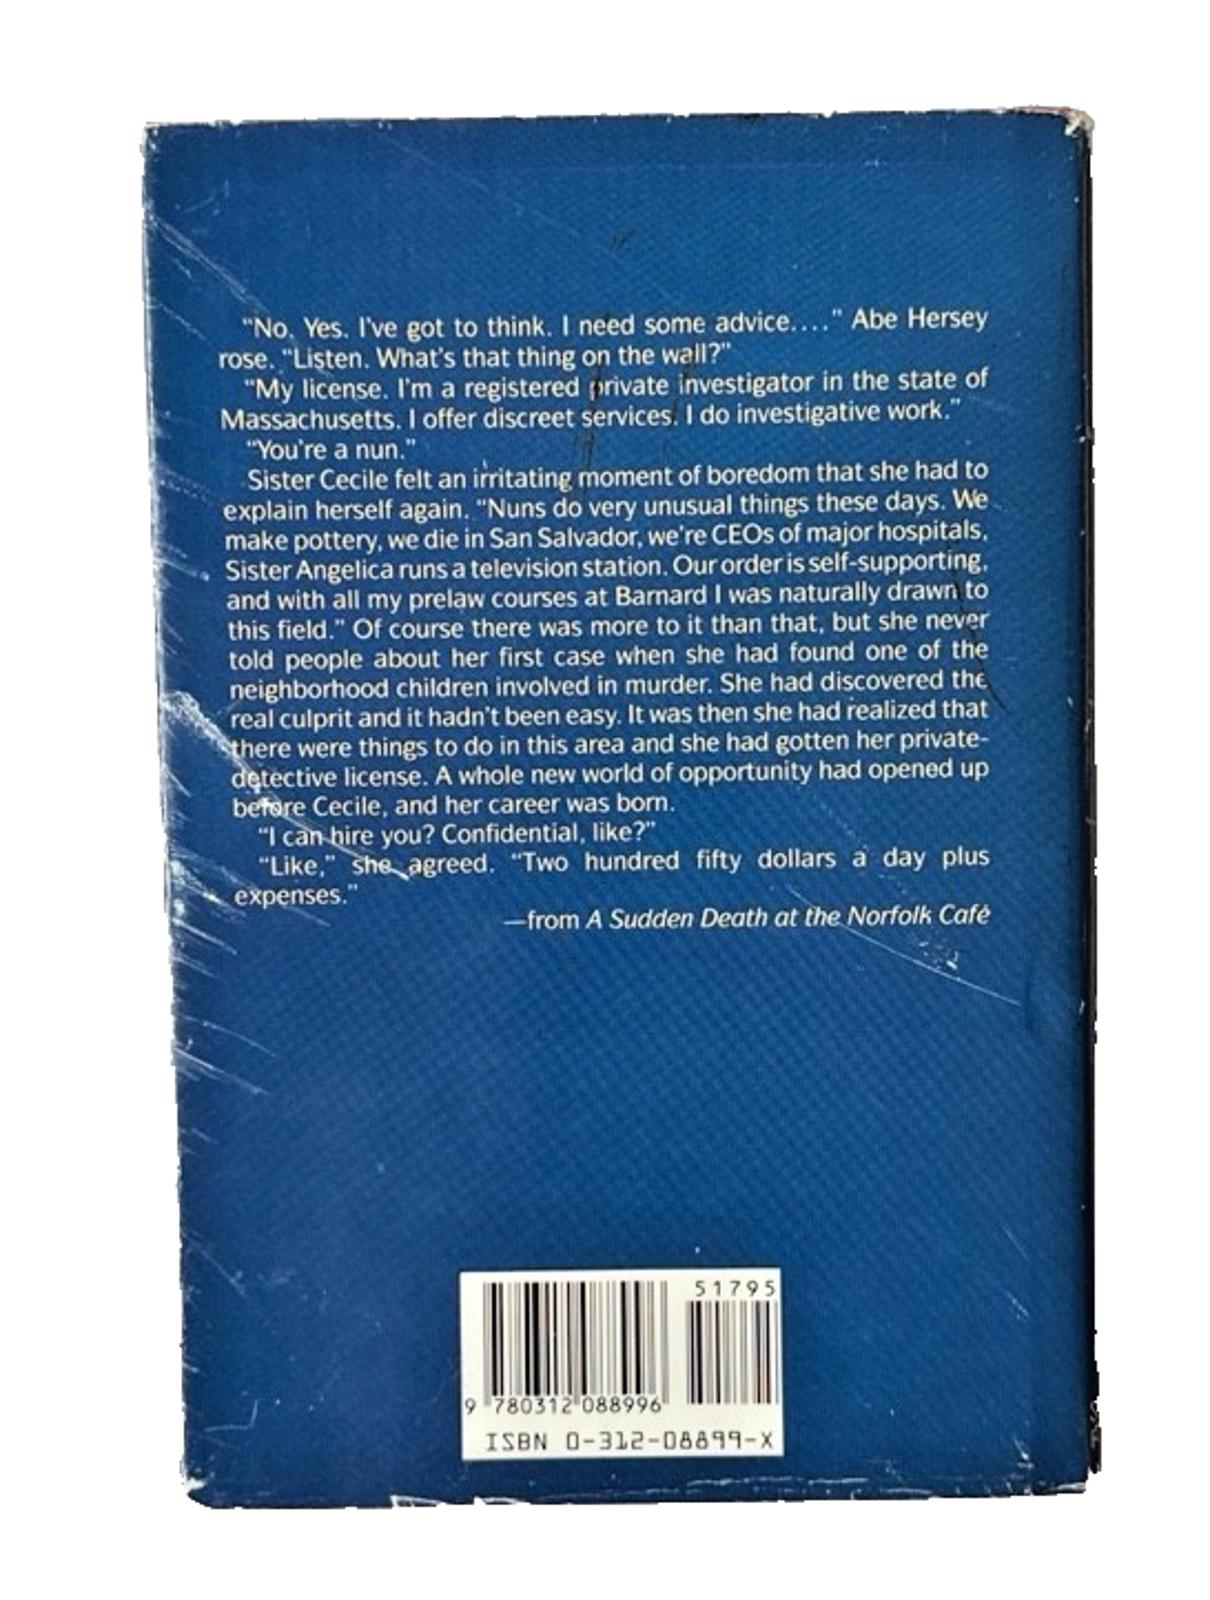 “No. Yes. I've got to think. I need some advice....” Abe Hersey
rose. “Listen. What's that thing on the wall?”
“My license. I'm a registered private investigator in the state of
Massachusetts. I offer discreet services. I do investigative work.”
“You're a nun.”
Sister Cecile felt an irritating moment of boredom that she had to
explain herself again. “Nuns do very unusual things these days. We
make pottery, we die in San Salvador, we're CEOs of major hospitals,
Sister Angelica runs a television station. Our order is self-supporting,
and with all my prelaw courses at Barnard I was naturally drawn to
this field.” Of course there was more to it than that, but she never
told people about her first case when she had found one of the
neighborhood children involved in murder. She had discovered the
real culprit and it hadn't been easy. It was then she had realized that
there were things to do in this area and she had gotten her private-
detective license. A whole new world of opportunity had opened up
before Cecile, and her career was born.
“I can hire you? Confidential, like?”
“Like,” she agreed. “Two hundred fifty dollars a day plus
expenses.”
—from A Sudden Death at the Norfolk Café
51795
9 780312 088996
ISBN 0-312-08899-X